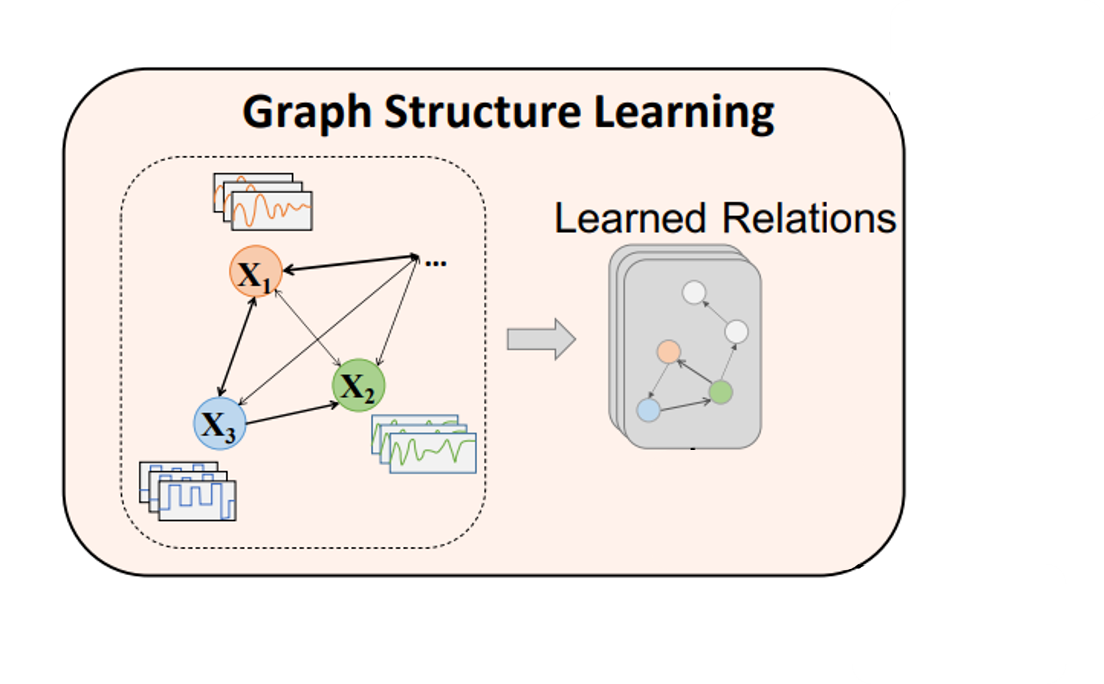 Graph Structure Learning
Learned Relations
X1
...
X2
X3